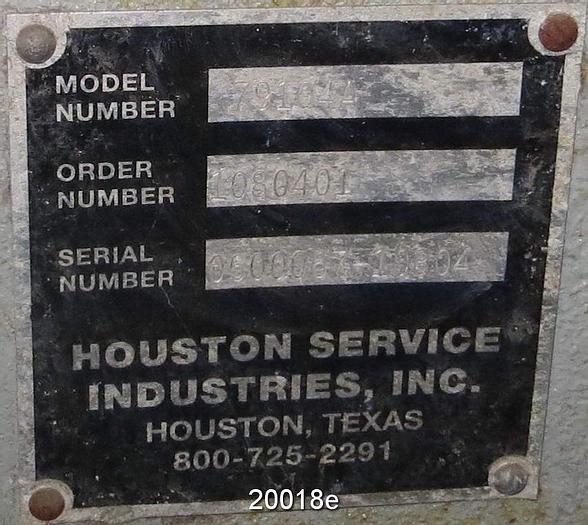 MODEL
NUMBER
ORDER
NUMBER 1080401
SERIAL
NUMBER
HOUSTON SERVICE
INDUSTRIES, INC.
HOUSTON, TEXAS
800-725-2291
20018e